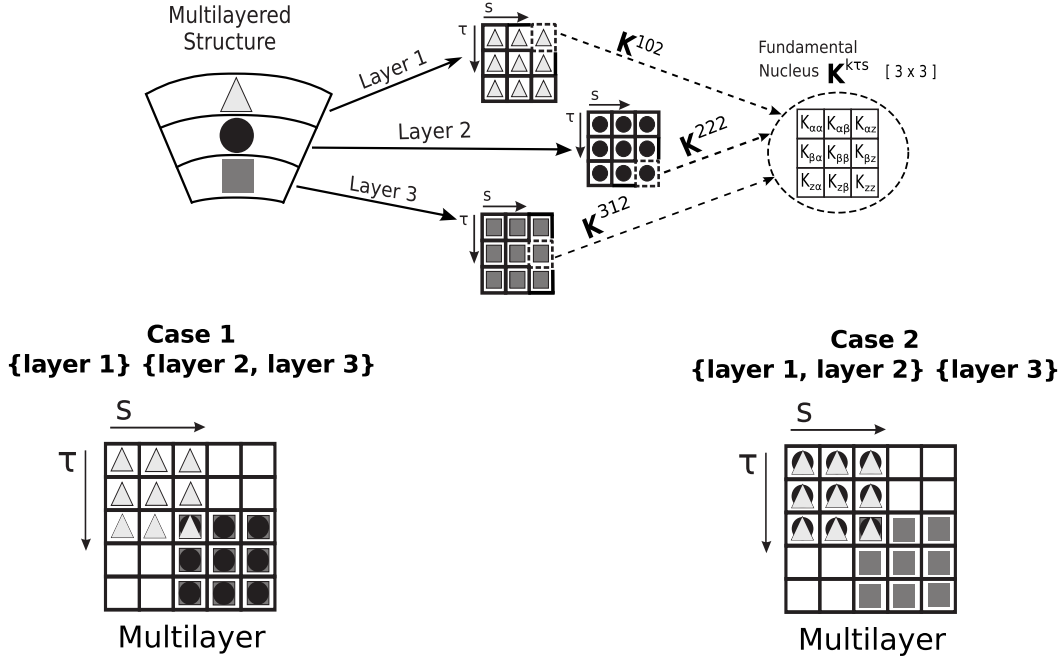 Multilayered
Structure
S
τ
Layer 1
K^102
Fundamental
Nucleus K^kτs [ 3 x 3 ]
S
τ
Layer 2
K^222
K_αα K_αβ K_αz
K_βα K_ββ K_βz
K_zα K_zβ K_zz
Layer 3
S
τ
K^312
Case 1
{layer 1} {layer 2, layer 3}
S
τ
Multilayer
Case 2
{layer 1, layer 2} {layer 3}
S
τ
Multilayer